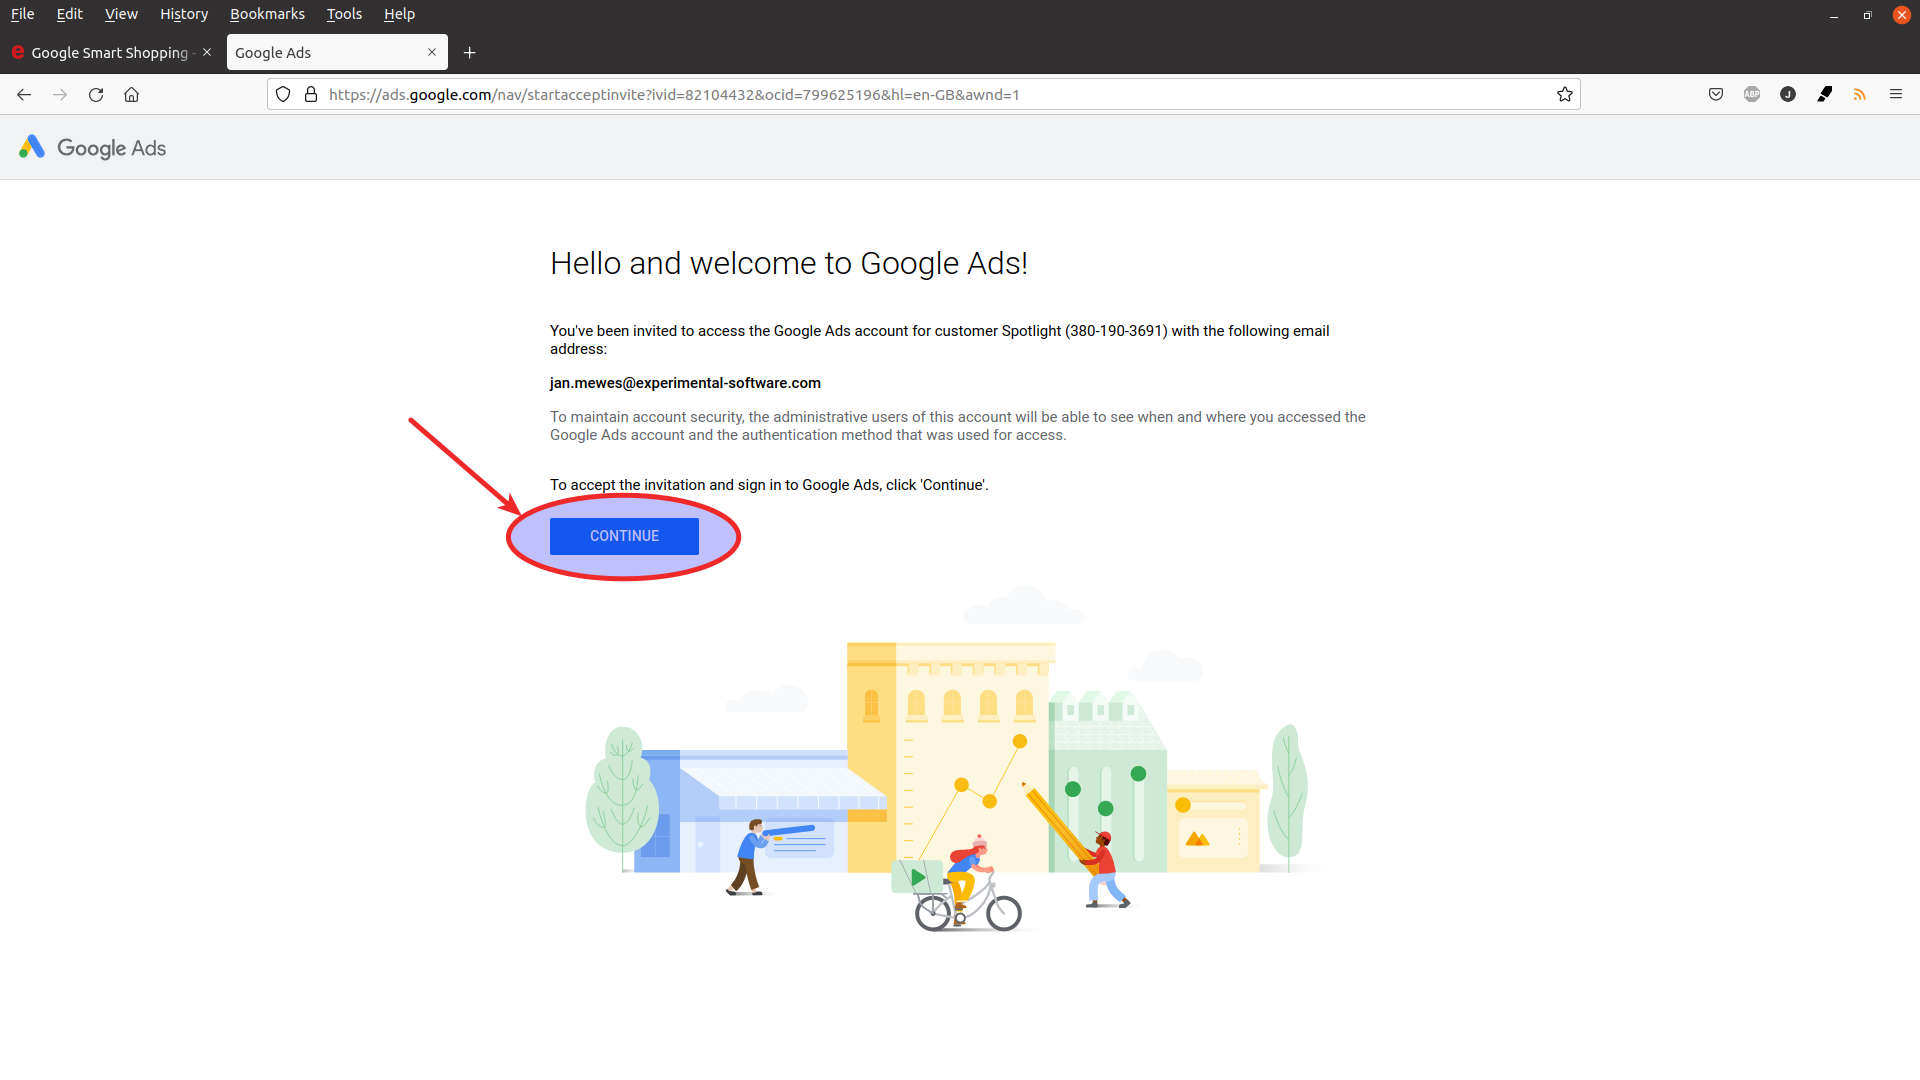 File Edit View History Bookmarks Tools Help
Google Smart Shopping -
Google Ads
https://ads.google.com/nav/startacceptinvite?ivid=82104432&ocid=799625196&hl=en-GB&awnd=1
ABP
J
Google Ads
Hello and welcome to Google Ads!
You've been invited to access the Google Ads account for customer Spotlight (380-190-3691) with the following email
address:
jan.mewes@experimental-software.com
To maintain account security, the administrative users of this account will be able to see when and where you accessed the
Google Ads account and the authentication method that was used for access.
To accept the invitation and sign in to Google Ads, click 'Continue'.
CONTINUE